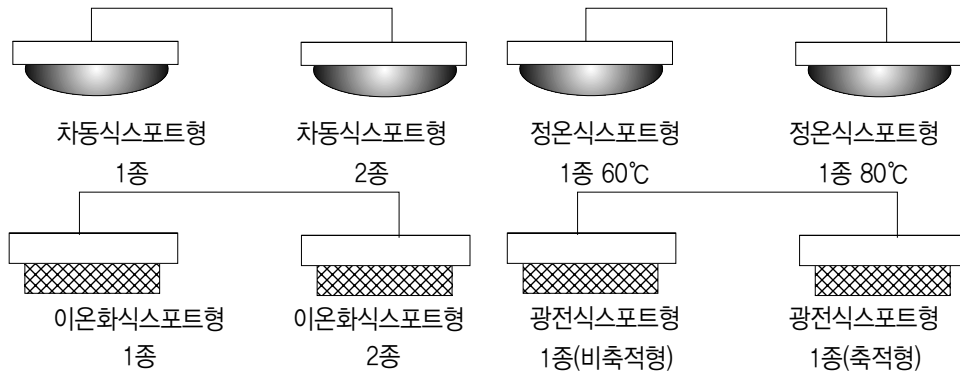 차동식스포트형 차동식스포트형 정온식스포트형 정온식스포트형
1종 2종 1종 60℃ 1종 80℃
이온화식스포트형 이온화식스포트형 광전식스포트형 광전식스포트형
1종 2종 1종(비축적형) 1종(축적형)